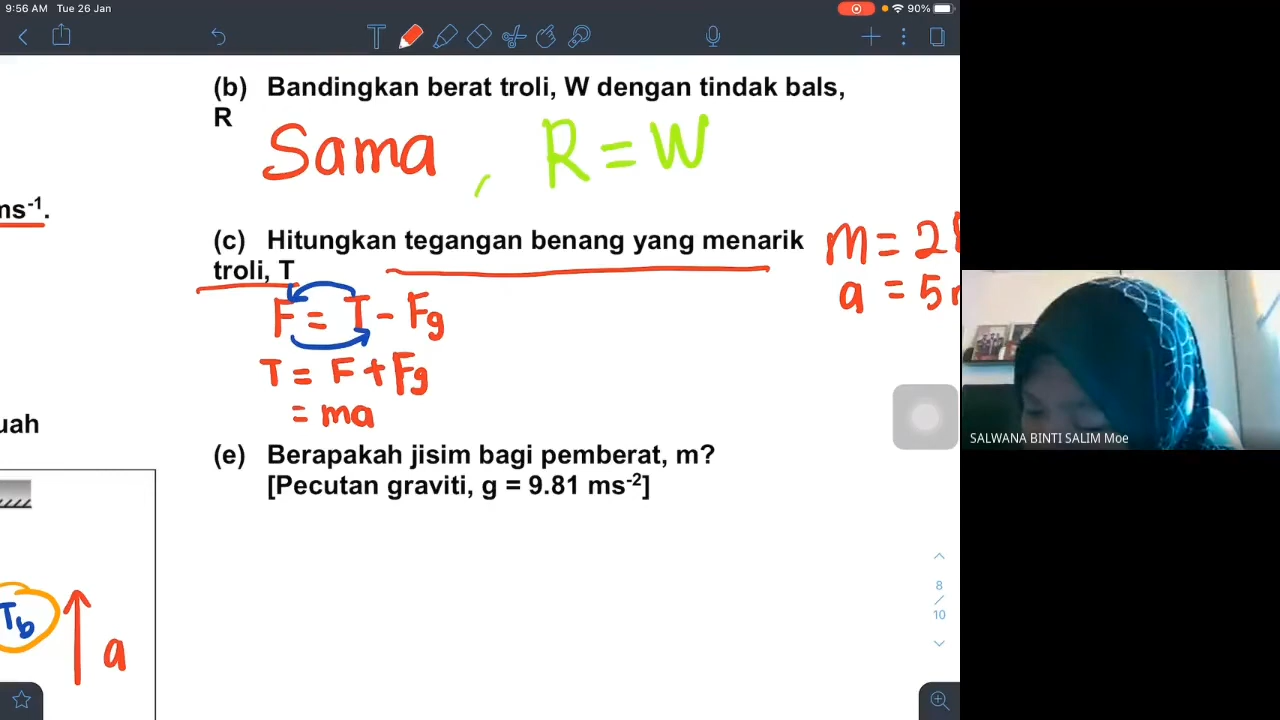 9:56 AM Tue 26 Jan
90%
(b) Bandingkan berat troli, W dengan tindak bals,
R
Sama, R = W
ms⁻¹.
(c) Hitungkan tegangan benang yang menarik
troli, T
m = 2
a = 5
F = T - Fg
T = F + Fg
= ma
(e) Berapakah jisim bagi pemberat, m?
[Pecutan graviti, g = 9.81 ms⁻²]
uah
Tb
a
8
/
10
SALWANA BINTI SALIM Moe